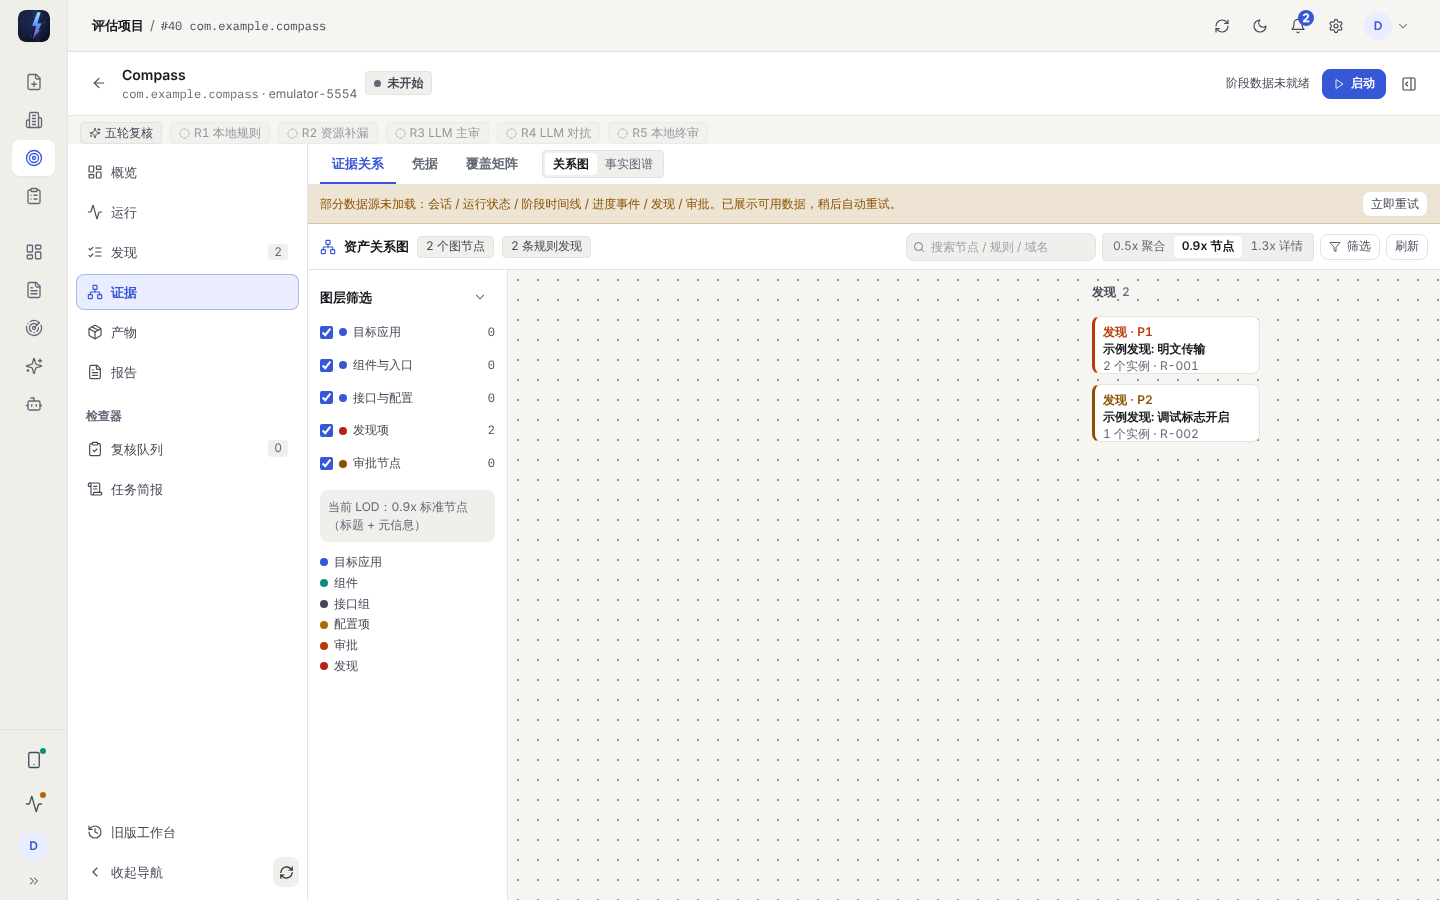 评估项目 / #40 com.example.compass
2
D
Compass
com.example.compass · emulator-5554
未开始
阶段数据未就绪
启动
五轮复核
R1 本地规则
R2 资源补漏
R3 LLM 主审
R4 LLM 对抗
R5 本地终审
概览
运行
发现 2
证据
产物
报告
检查器
复核队列 0
任务简报
旧版工作台
收起导航
D
证据关系
凭据
覆盖矩阵
关系图
事实图谱
部分数据源未加载：会话 / 运行状态 / 阶段时间线 / 进度事件 / 发现 / 审批。已展示可用数据，稍后自动重试。
立即重试
资产关系图
2 个图节点
2 条规则发现
搜索节点 / 规则 / 域名
0.5x 聚合
0.9x 节点
1.3x 详情
筛选
刷新
图层筛选
目标应用 0
组件与入口 0
接口与配置 0
发现项 2
审批节点 0
当前 LOD：0.9x 标准节点
（标题 + 元信息）
目标应用
组件
接口组
配置项
审批
发现
发现 2
发现 · P1
示例发现: 明文传输
2 个实例 · R-001
发现 · P2
示例发现: 调试标志开启
1 个实例 · R-002